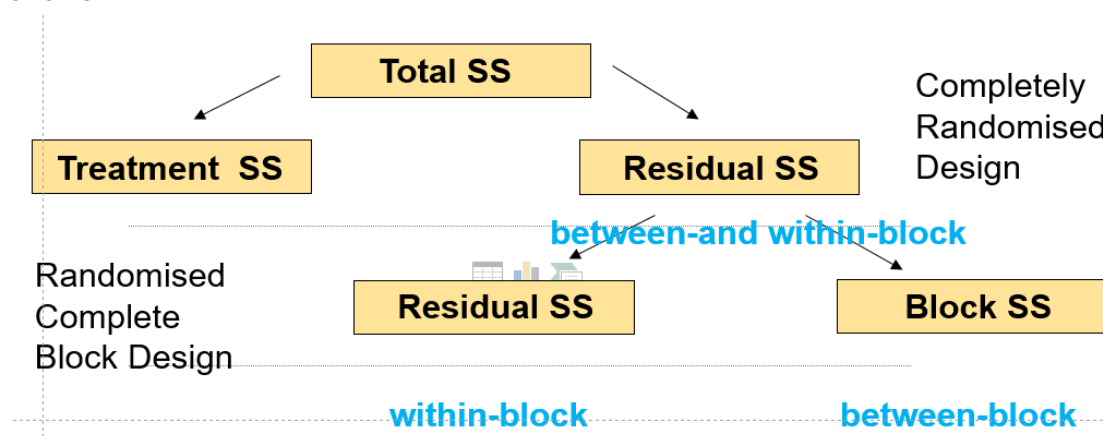 Total SS
Completely
Randomised
Design
Treatment SS
Residual SS
between-and within-block
Randomised
Complete
Block Design
Residual SS
Block SS
within-block
between-block